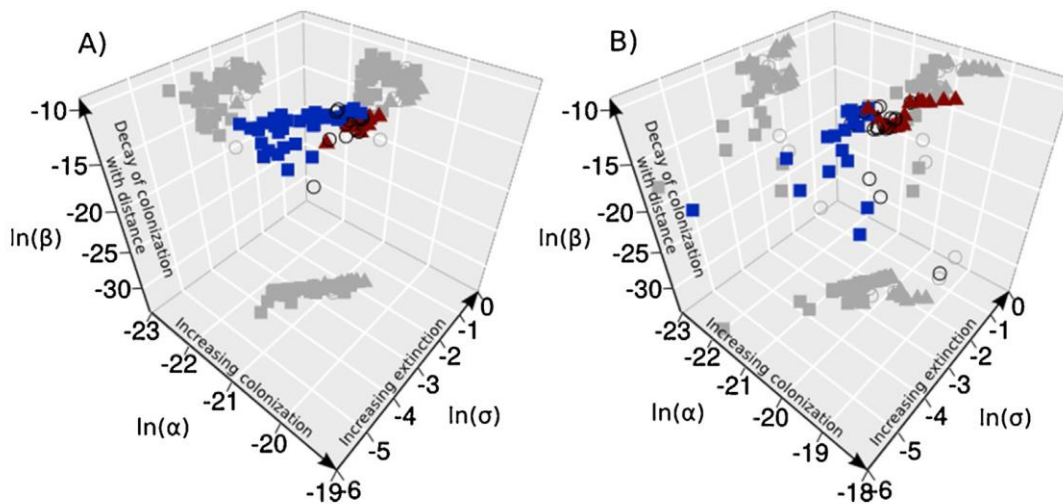 A)
-10
-15
-20
ln(β)
-25
-30
Decay of colonization
with distance
-23
-22
-21
-20
-19
ln(α)
Increasing colonization
-6
-5
-4
-3
-2
-1
0
ln(σ)
Increasing extinction
B)
-10
-15
-20
ln(β)
-25
-30
Decay of colonization
with distance
-23
-22
-21
-20
-19
-18
ln(α)
Increasing colonization
-6
-5
-4
-3
-2
-1
0
ln(σ)
Increasing extinction